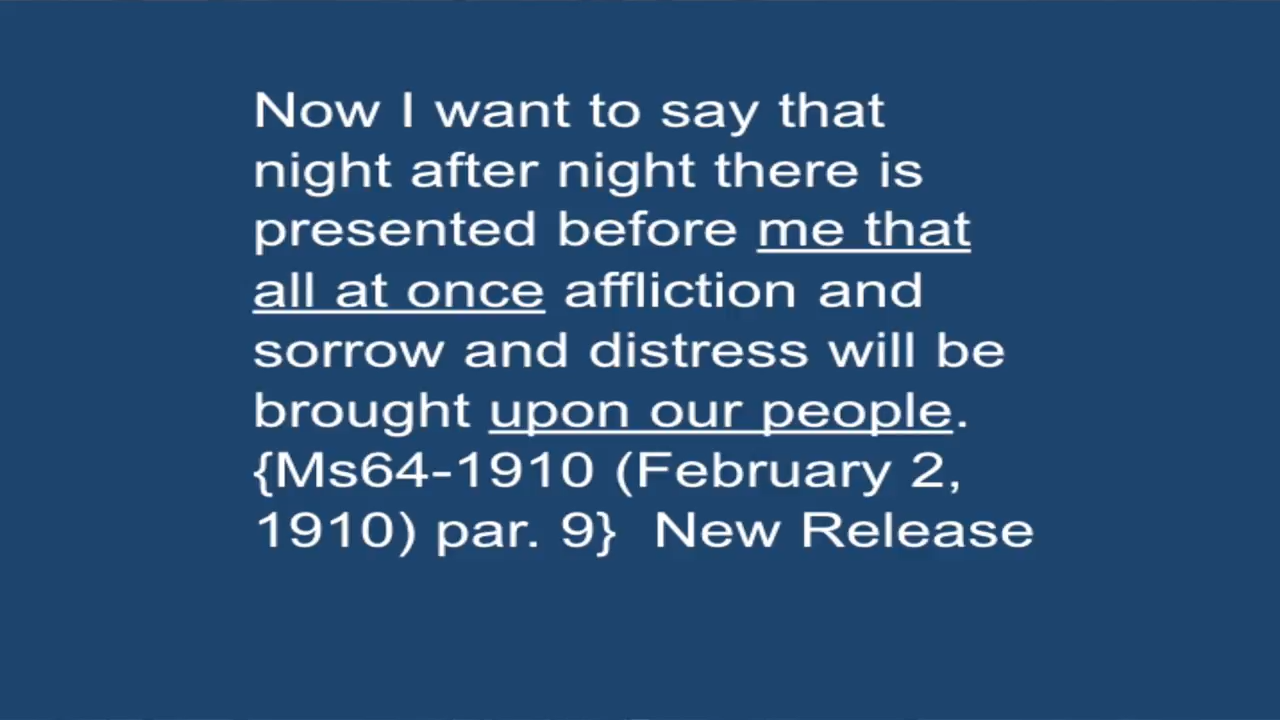 Now I want to say that
night after night there is
presented before me that
all at once affliction and
sorrow and distress will be
brought upon our people.
{Ms64-1910 (February 2,
1910) par. 9}  New Release